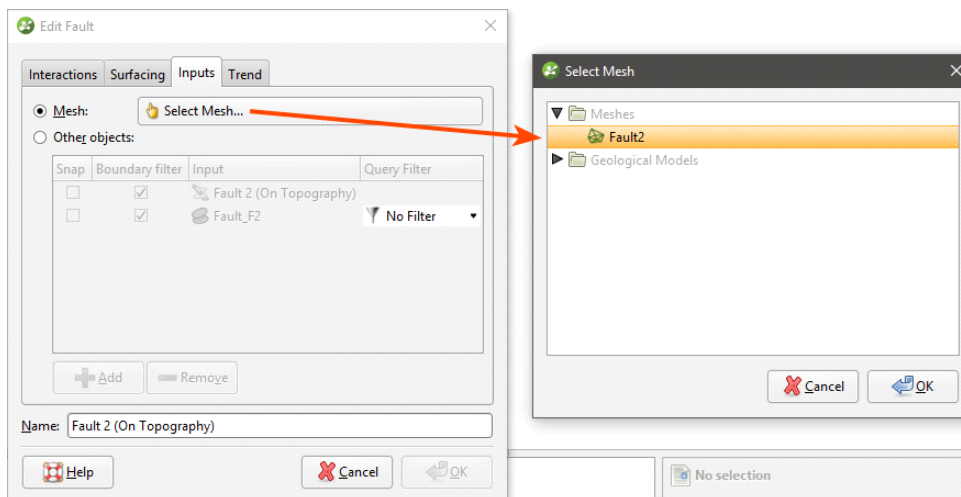 Edit Fault
Interactions Surfacing Inputs Trend
Mesh: Select Mesh...
Other objects:
Snap Boundary filter Input Query Filter
Fault 2 (On Topography)
Fault_F2 No Filter
Add Remove
Name: Fault 2 (On Topography)
Help Cancel OK
Select Mesh
Meshes
Fault2
Geological Models
Cancel OK
No selection